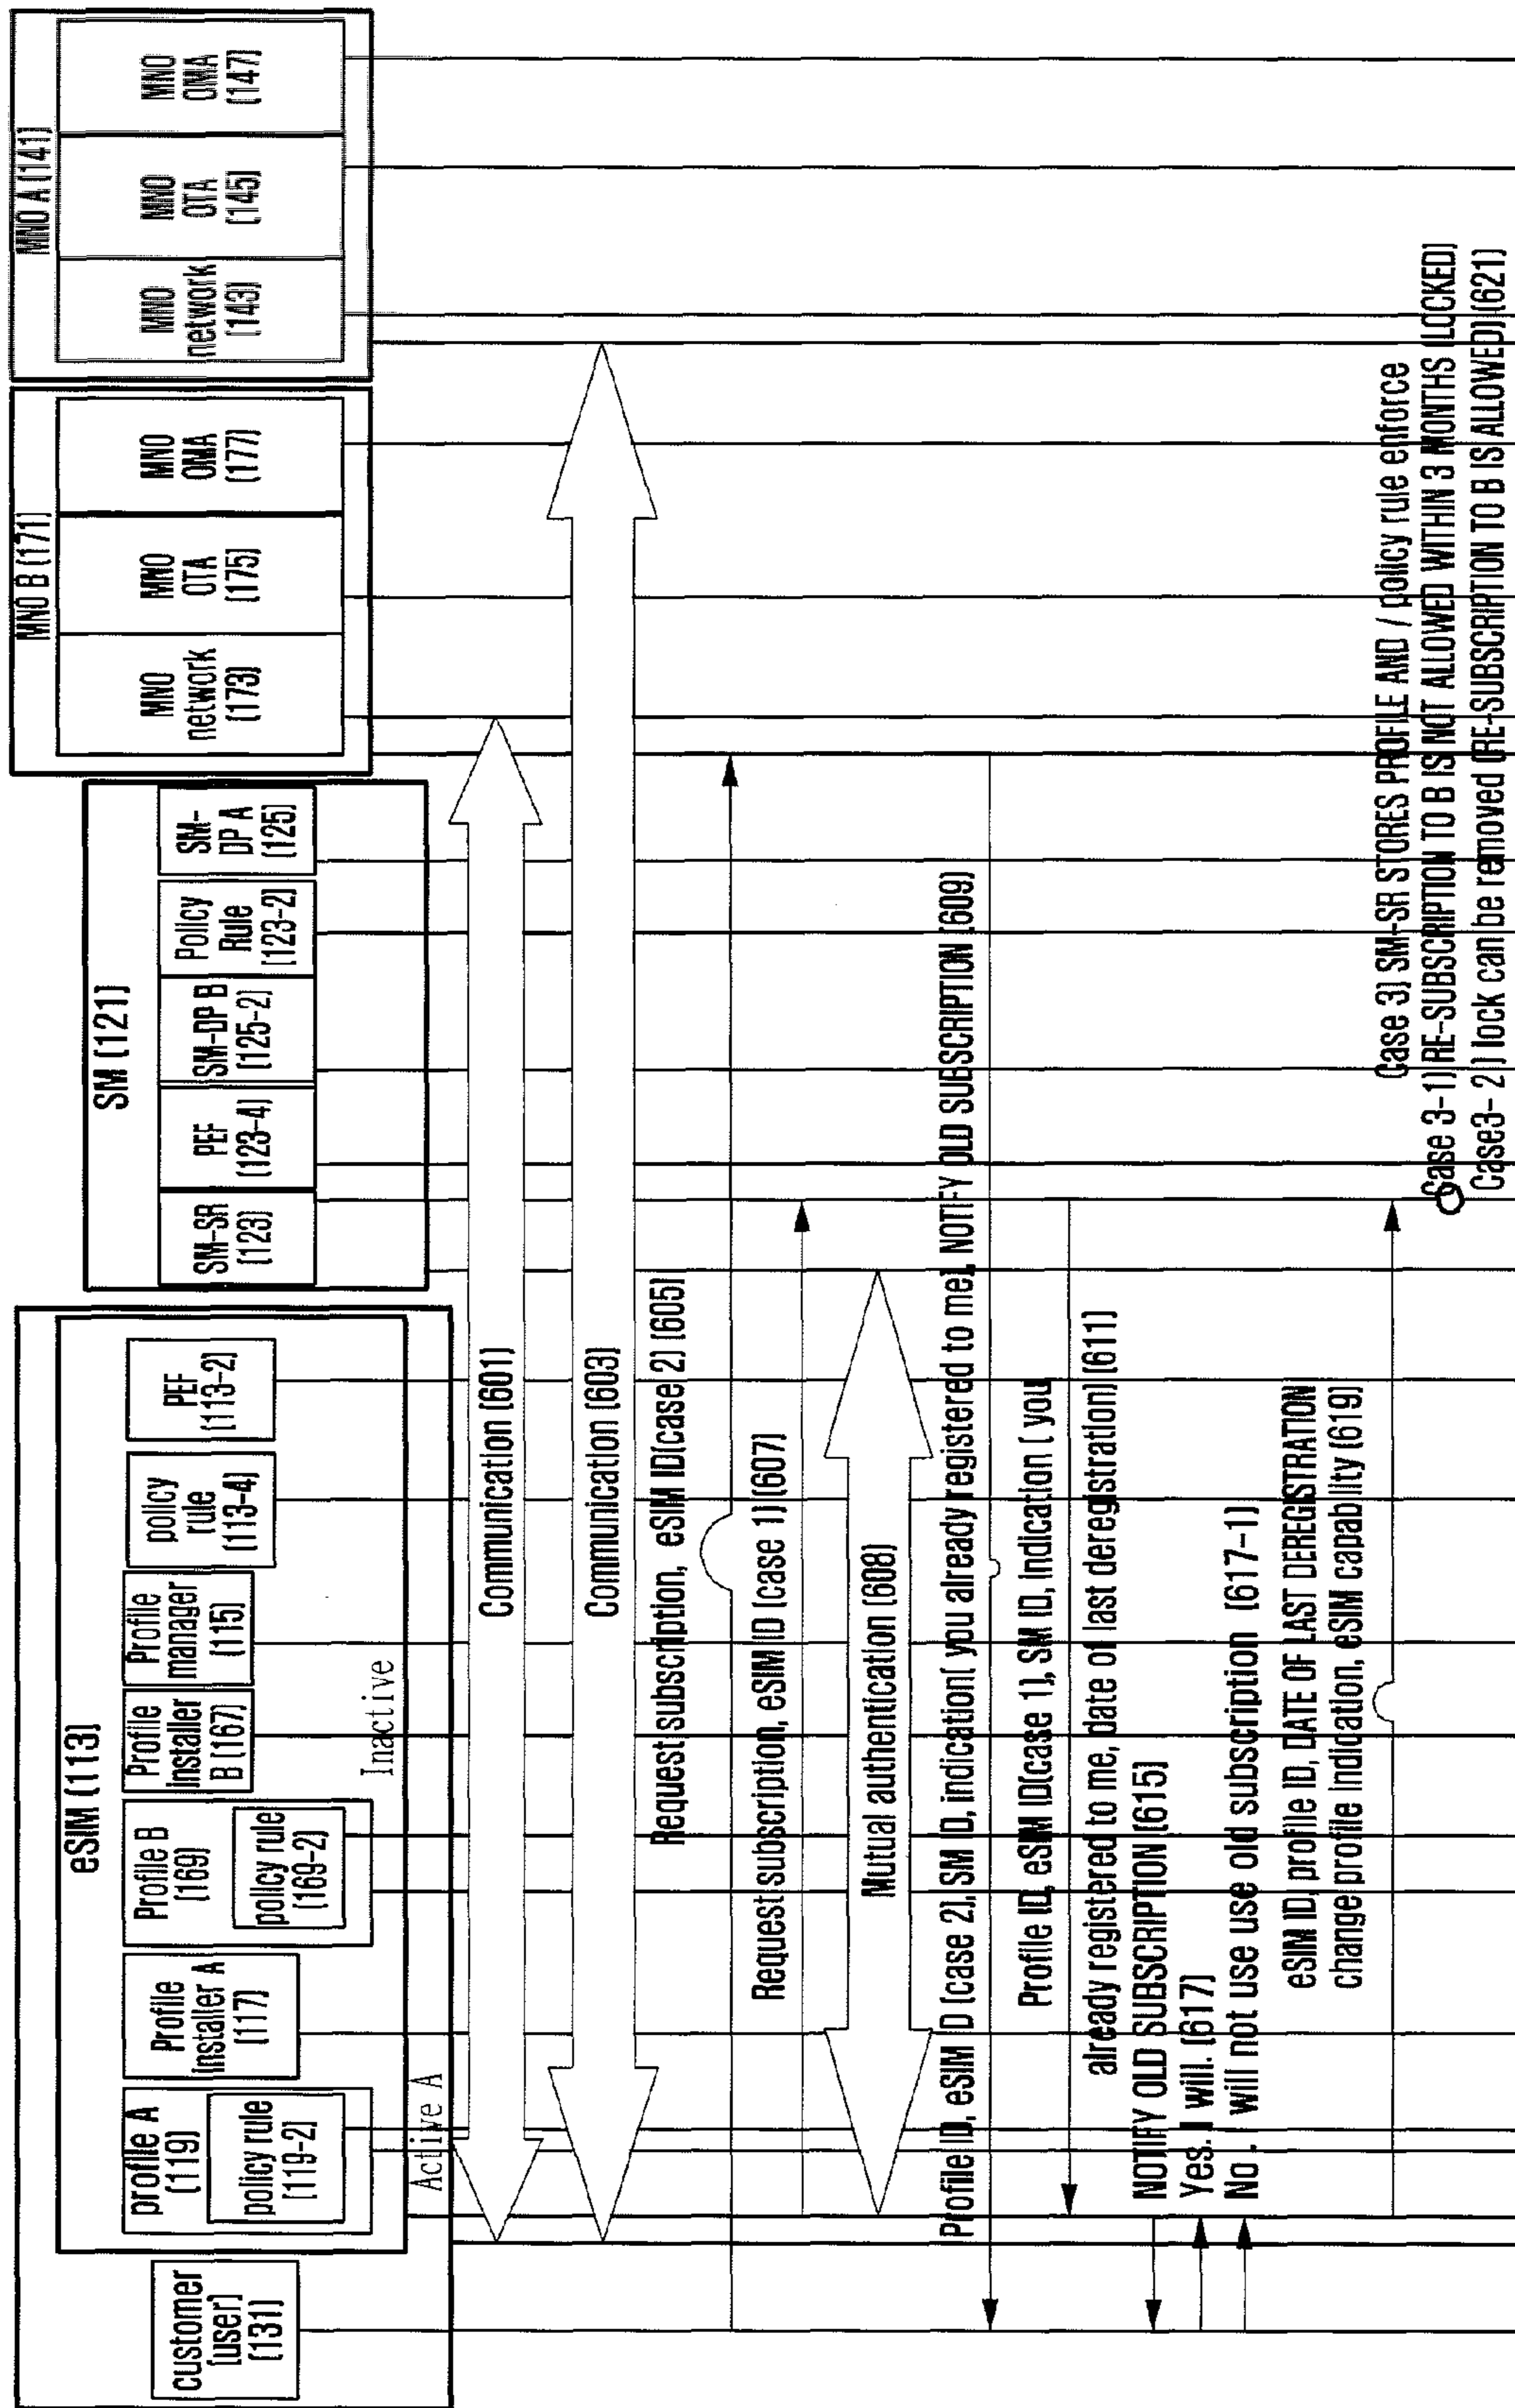 customer
(user)
(131)
eSIM (113)
profile A
(119)
policy rule
(119-2)
Active A
Profile
installer A
(117)
Profile B
(169)
policy rule
(169-2)
Inactive
Profile
installer
B (167)
Profile
manager
(115)
policy
rule
(113-4)
PEF
(113-2)
SM (121)
SM-SR
(123)
PEF
(123-4)
SM-DP B
(125-2)
Policy
Rule
(123-2)
SM-
DP A
(125)
MNO B (171)
MNO
network
(173)
MNO
OTA
(175)
MNO
OMA
(177)
MNO A (141)
MNO
network
(143)
MNO
OTA
(145)
MNO
OMA
(147)
Communication (601)
Communication (603)
Request subscription, eSIM ID(case 2) (605)
Request subscription, eSIM ID (case 1) (607)
Mutual authentication (608)
Profile ID, eSIM ID (case 2), SM ID, indication( you already registered to me), NOTIFY OLD SUBSCRIPTION (609)
Profile ID, eSIM ID(case 1), SM ID, Indication ( you
already registered to me, date of last deregistration) (611)
NOTIFY OLD SUBSCRIPTION (615)
Yes. I will. (617)
No , I will not use use old subscription (617-1)
eSIM ID, profile ID, DATE OF LAST DEREGISTRATION
change profile Indication, eSIM capability (619)
Case 3) SM-SR STORES PROFILE AND / policy rule enforce
Case 3-1)RE-SUBSCRIPTION TO B IS NOT ALLOWED WITHIN 3 MONTHS (LOCKED)
Case3- 2)) lock can be removed (RE-SUBSCRIPTION TO B IS ALLOWED) (621)